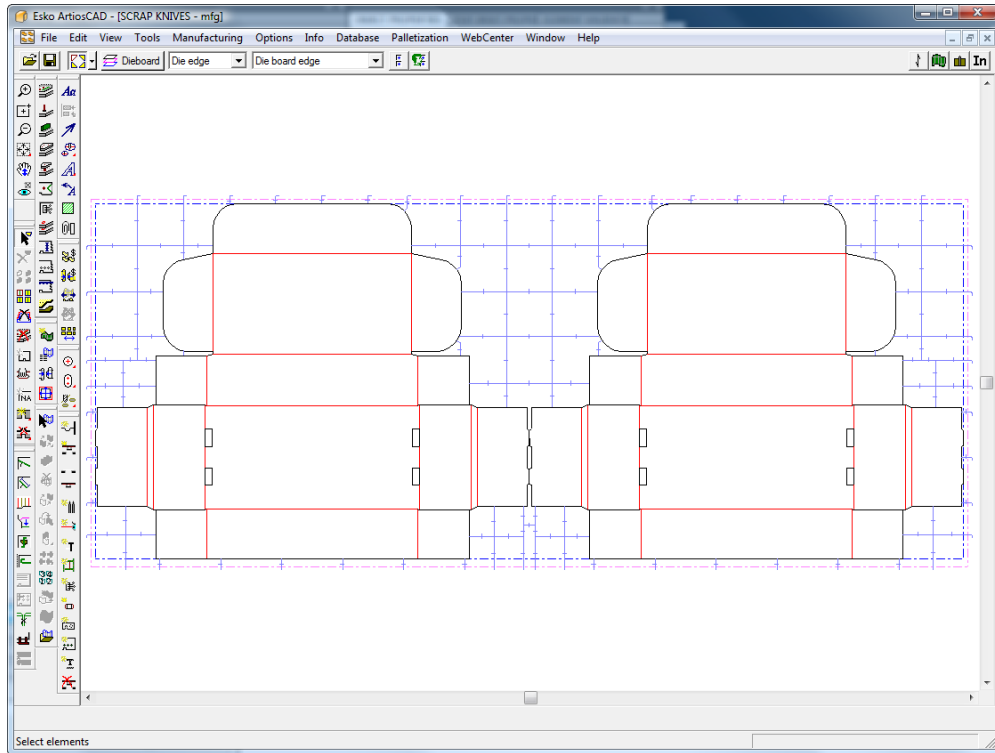 Esko ArtiosCAD - [SCRAP KNIVES - mfg]
File Edit View Tools Manufacturing Options Info Database Palletization WebCenter Window Help
Dieboard Die edge Die board edge In
Select elements